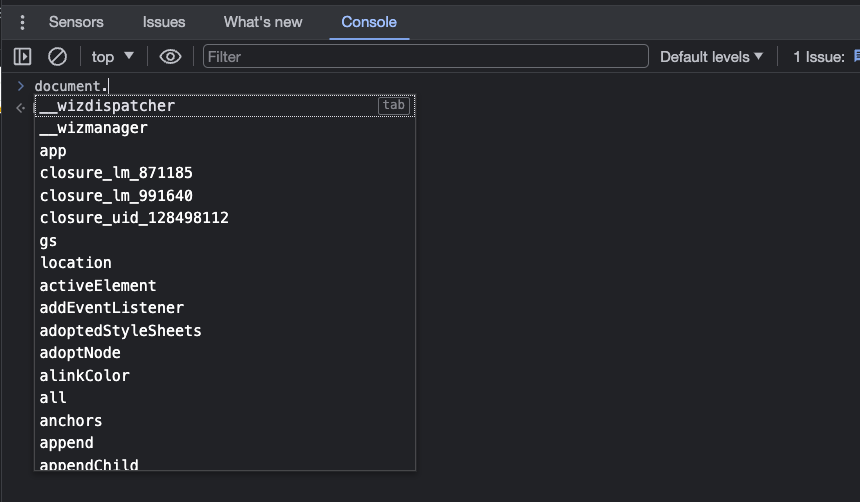 Sensors Issues What's new Console
top Filter Default levels 1 Issue:
document.
__wizdispatcher tab
__wizmanager
app
closure_lm_871185
closure_lm_991640
closure_uid_128498112
gs
location
activeElement
addEventListener
adoptedStyleSheets
adoptNode
alinkColor
all
anchors
append
appendChild